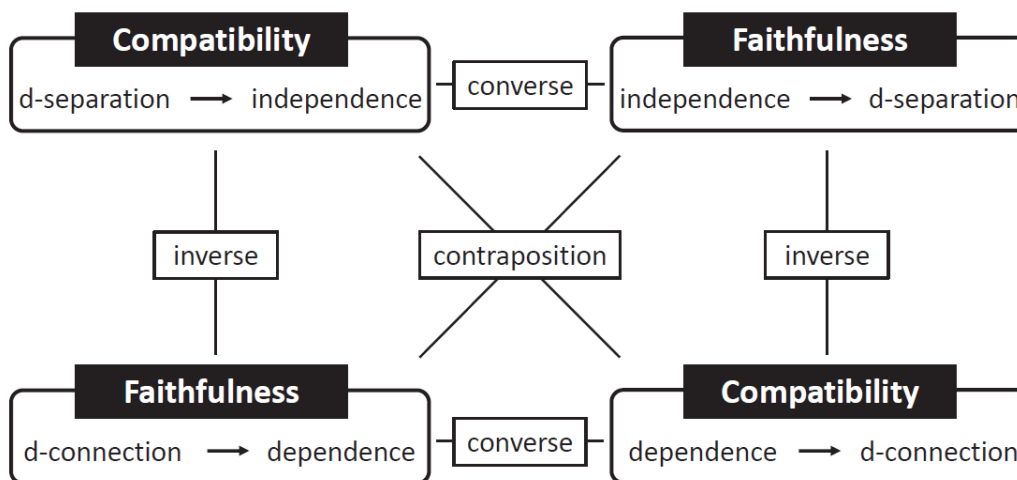 Compatibility Faithfulness
d-separation → independence converse independence → d-separation
inverse contraposition inverse
Faithfulness Compatibility
d-connection → dependence converse dependence → d-connection